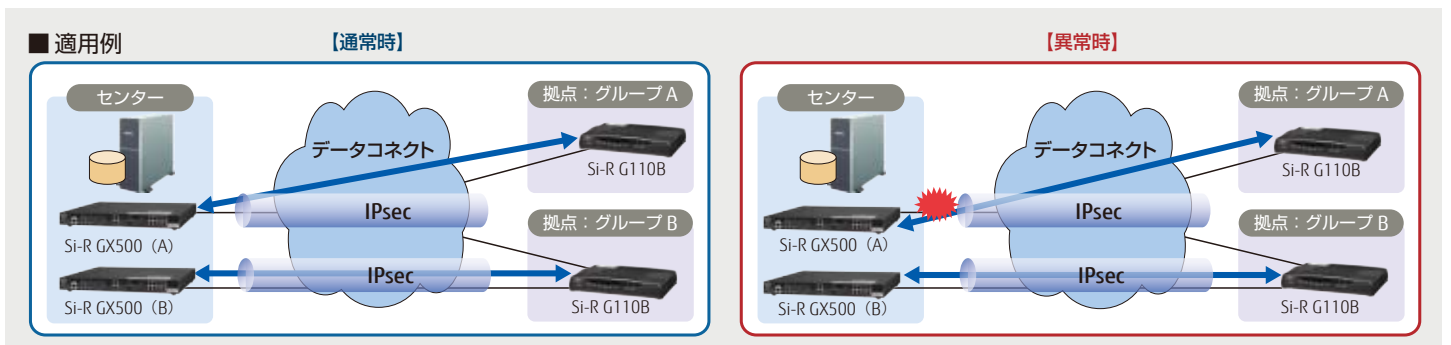 ■ 適用例
【通常時】
センター
拠点：グループ A
データコネクト
Si-R G110B
IPsec
Si-R GX500（A）
拠点：グループ B
IPsec
Si-R GX500（B）
Si-R G110B
【異常時】
センター
拠点：グループ A
データコネクト
Si-R G110B
IPsec
Si-R GX500（A）
拠点：グループ B
IPsec
Si-R GX500（B）
Si-R G110B